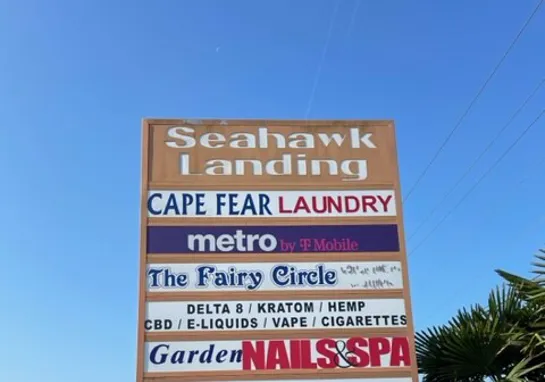 Seahawk
Landing
CAPE FEAR LAUNDRY
metro by T Mobile
The Fairy Circle
DELTA 8 / KRATOM / HEMP
CBD / E-LIQUIDS / VAPE / CIGARETTES
Garden NAILS&SPA